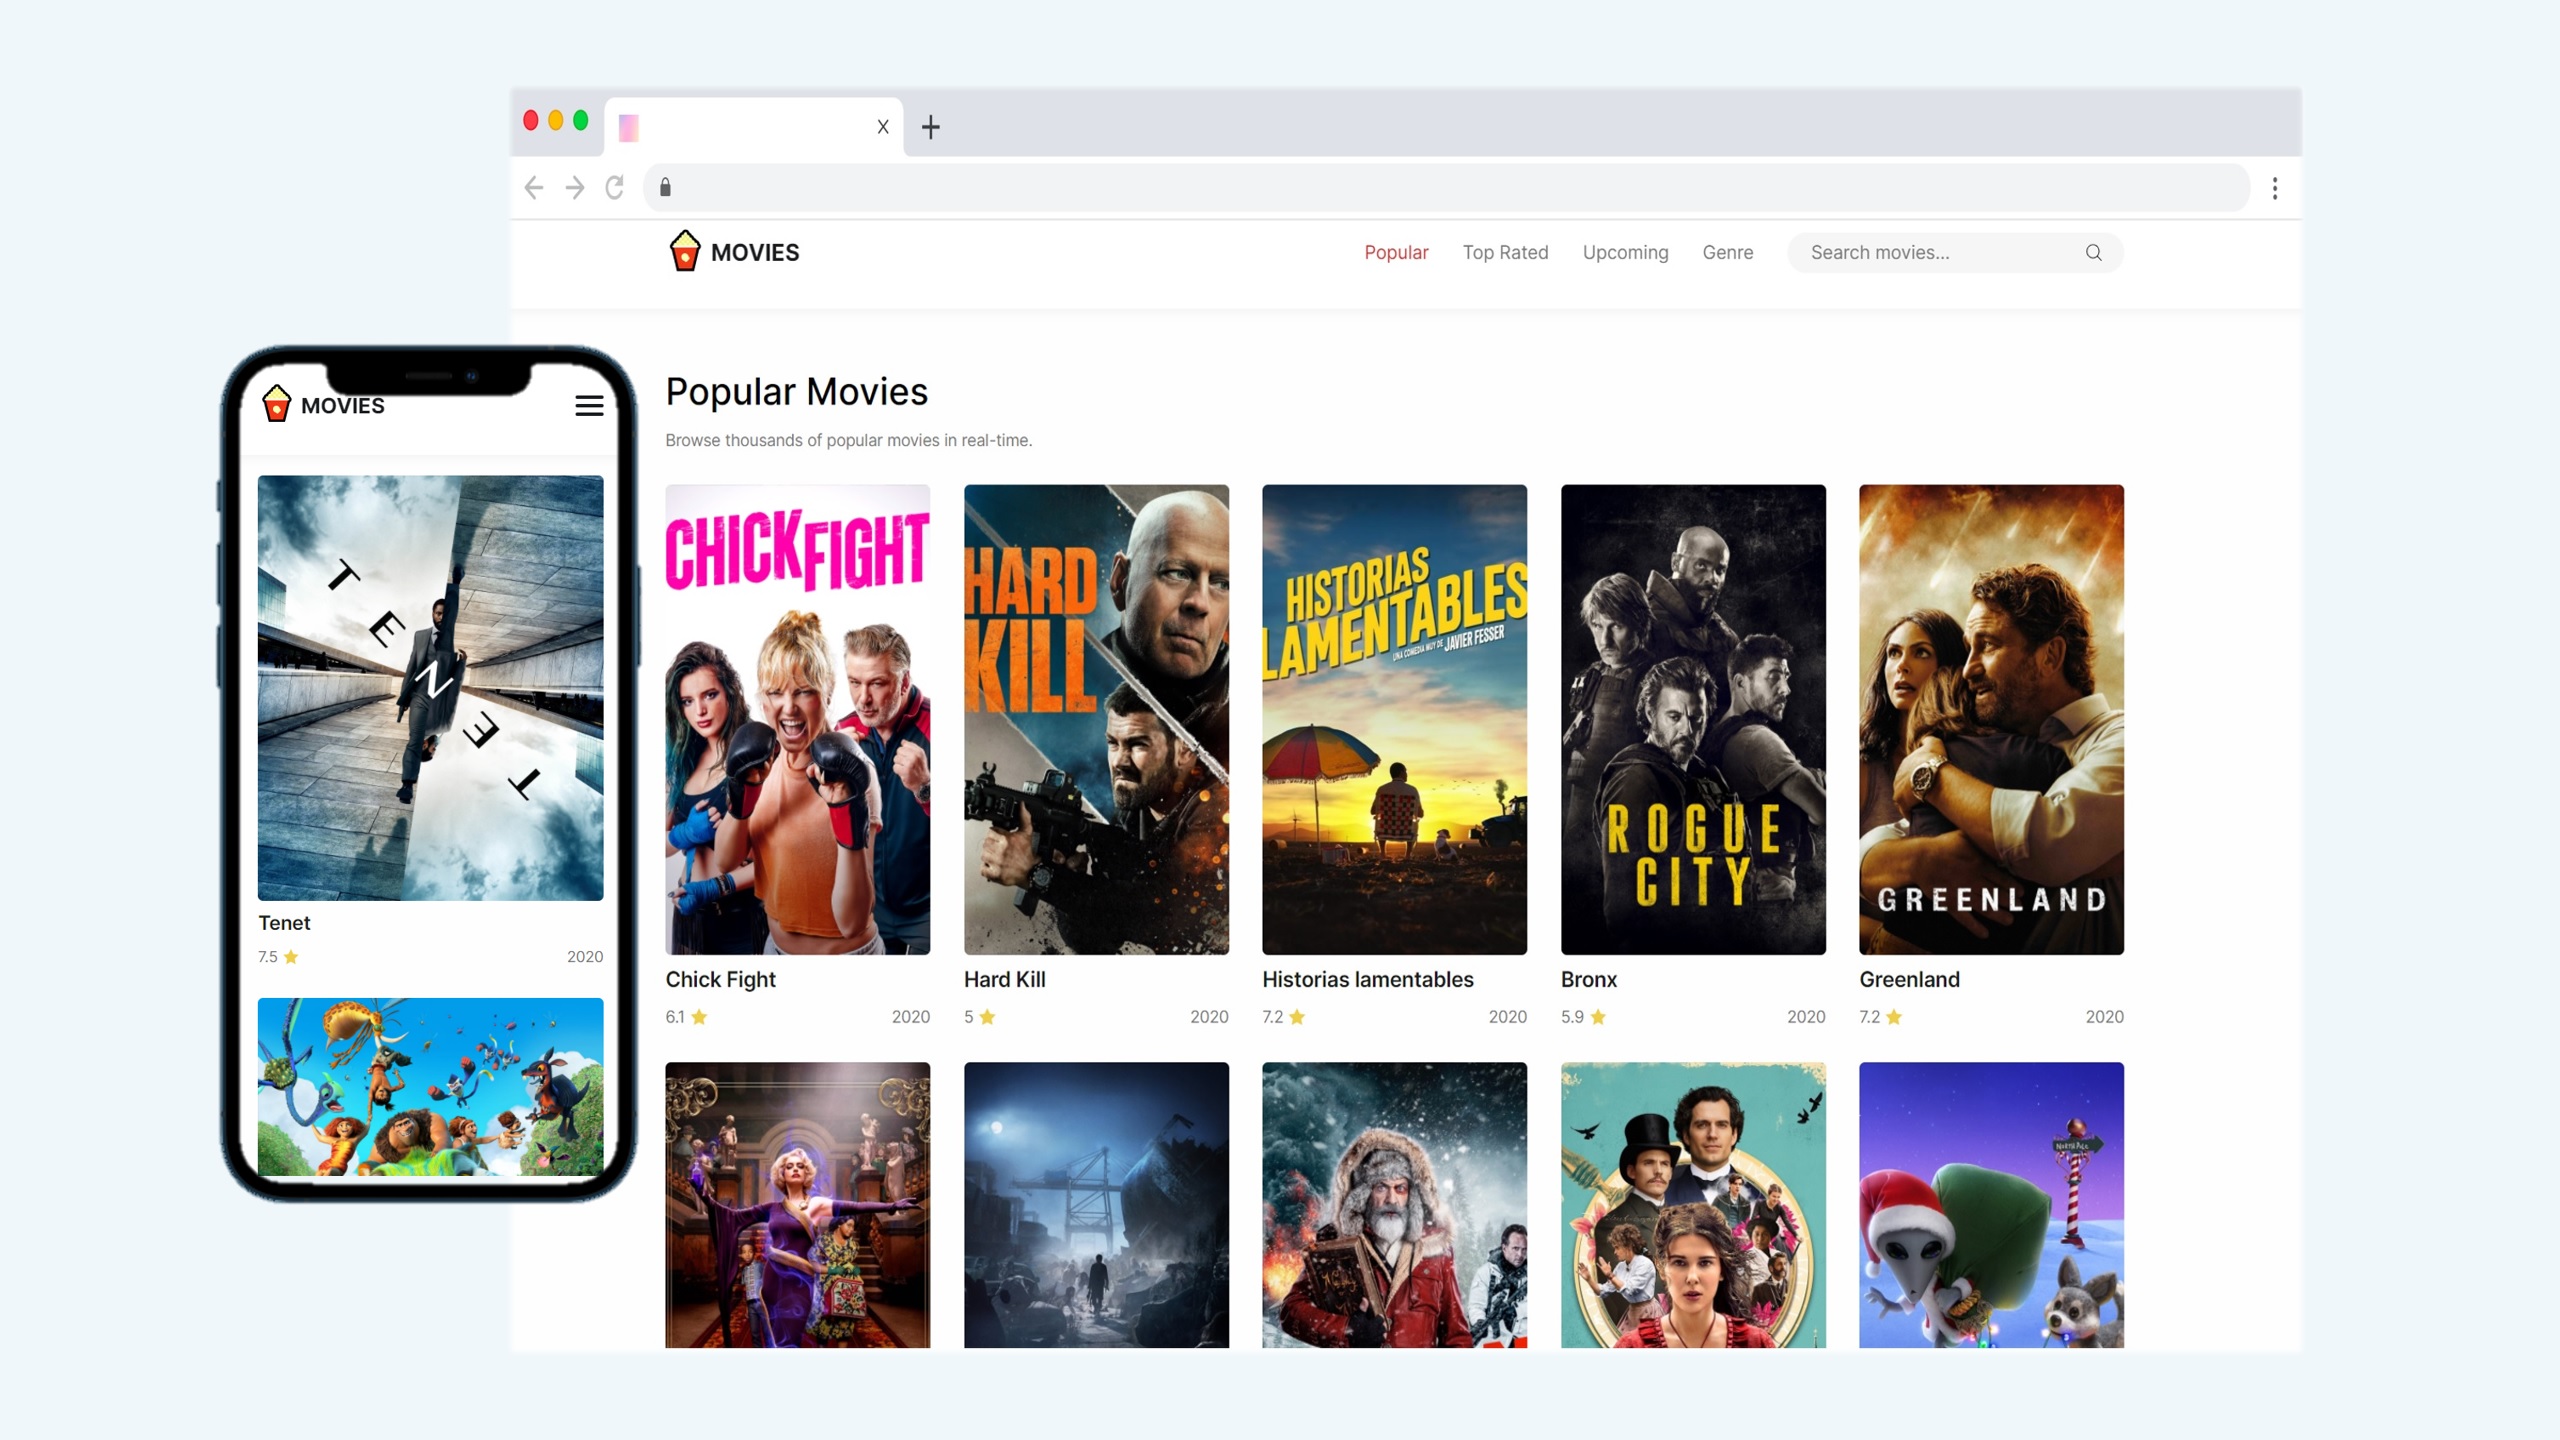 X
MOVIES
Popular
Top Rated
Upcoming
Genre
Search movies...
Popular Movies
Browse thousands of popular movies in real-time.
CHICKFIGHT
Chick Fight
6.1
2020
HARD
KILL
Hard Kill
5
2020
HISTORIAS
LAMENTABLES
UNA COMEDIA MUY DE JAVIER FESSER
Historias lamentables
7.2
2020
ROGUE
CITY
Bronx
5.9
2020
GREENLAND
Greenland
7.2
2020
NORTH POLE
MOVIES
TENET
Tenet
7.5
2020